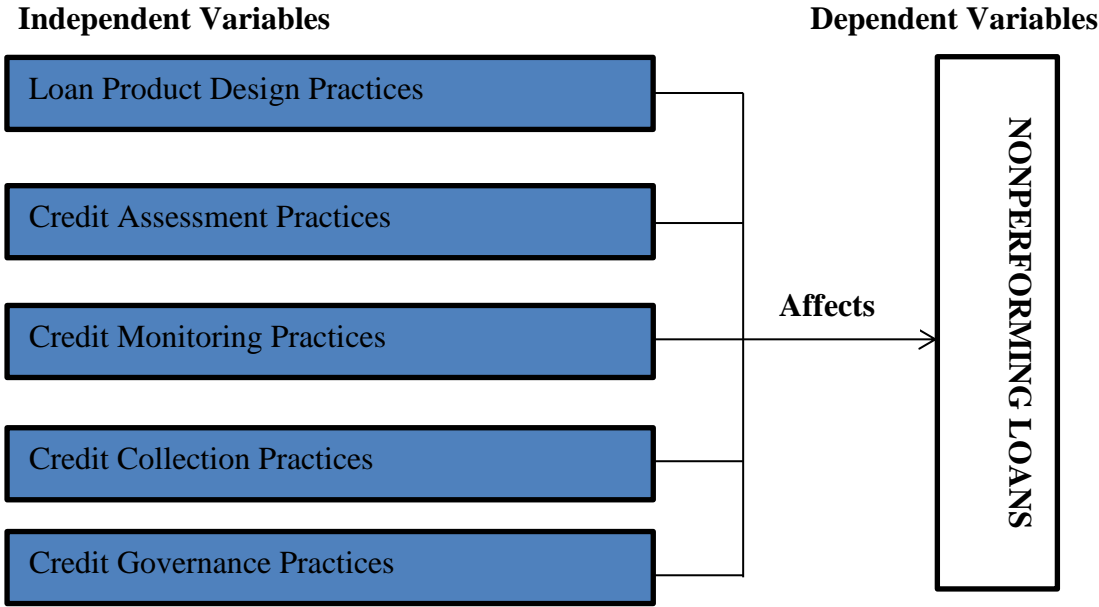 Independent Variables
Dependent Variables
Loan Product Design Practices
Credit Assessment Practices
Credit Monitoring Practices
Credit Collection Practices
Credit Governance Practices
Affects
NONPERFORMING LOANS